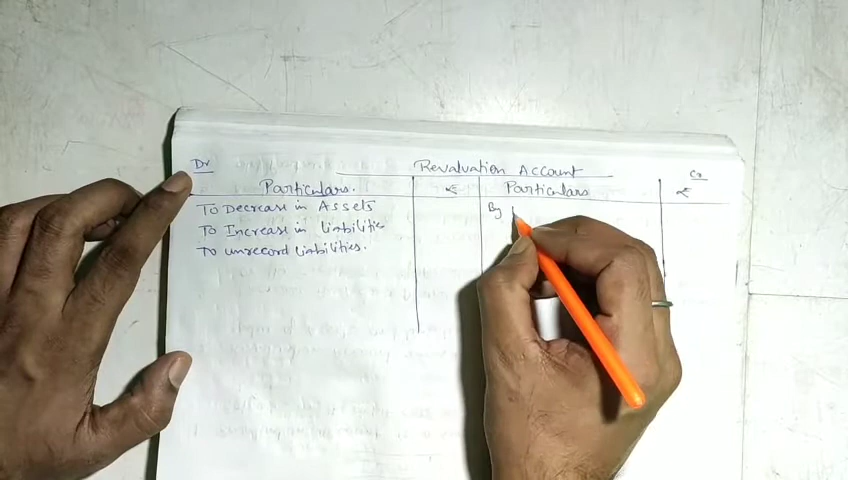 Revaluation Account
Dr Cr
Particulars. ₹ Particulars ₹
To Decrease in Assets By
To Increase in liabilities
To unrecord liabilities.